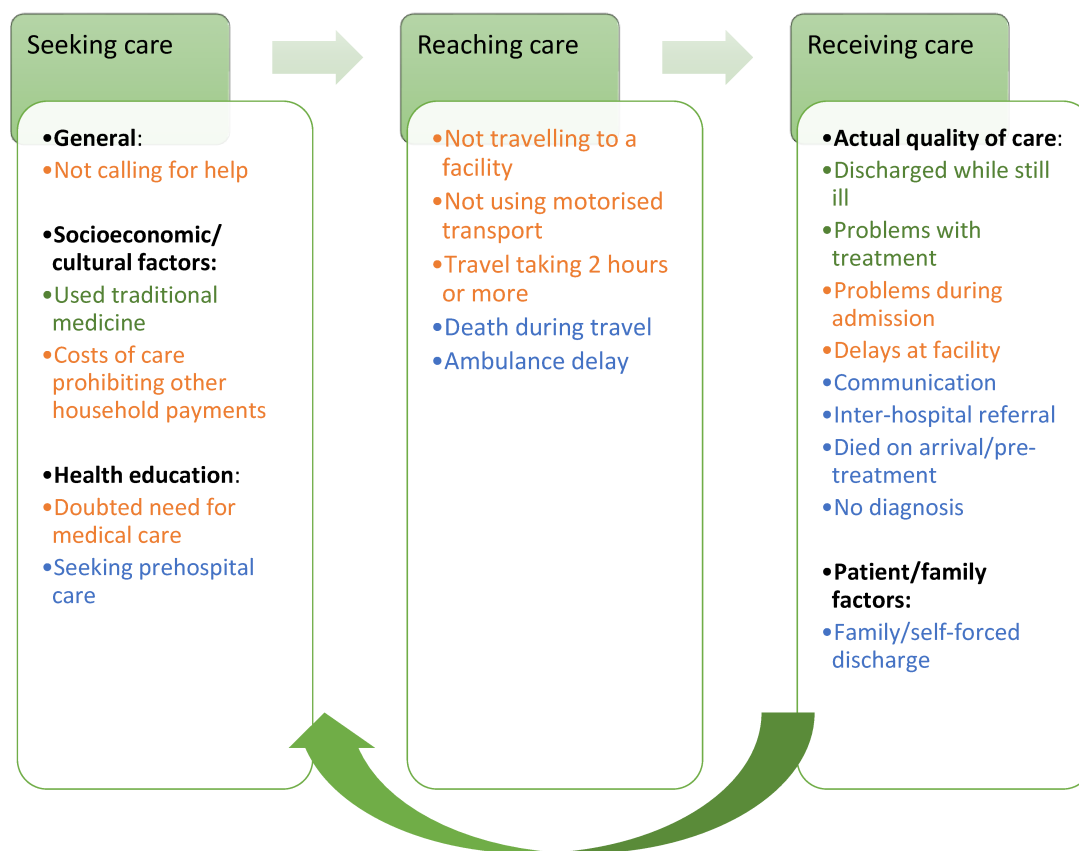 Seeking care
•General:
•Not calling for help
•Socioeconomic/
cultural factors:
•Used traditional
medicine
•Costs of care
prohibiting other
household payments
•Health education:
•Doubted need for
medical care
•Seeking prehospital
care
Reaching care
•Not travelling to a
facility
•Not using motorised
transport
•Travel taking 2 hours
or more
•Death during travel
•Ambulance delay
Receiving care
•Actual quality of care:
•Discharged while still
ill
•Problems with
treatment
•Problems during
admission
•Delays at facility
•Communication
•Inter-hospital referral
•Died on arrival/pre-
treatment
•No diagnosis
•Patient/family
factors:
•Family/self-forced
discharge